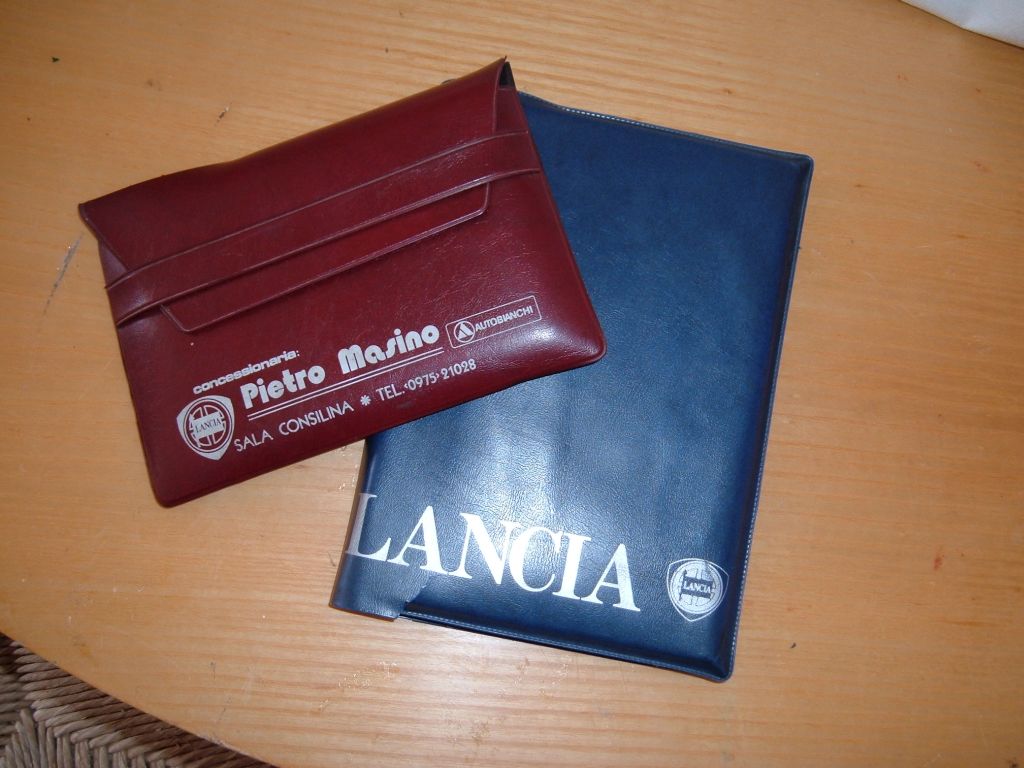 concessionaria:
Pietro Masino
AUTOBIANCHI
LANCIA
SALA CONSILINA * TEL. (0975) 21028
LANCIA
LANCIA